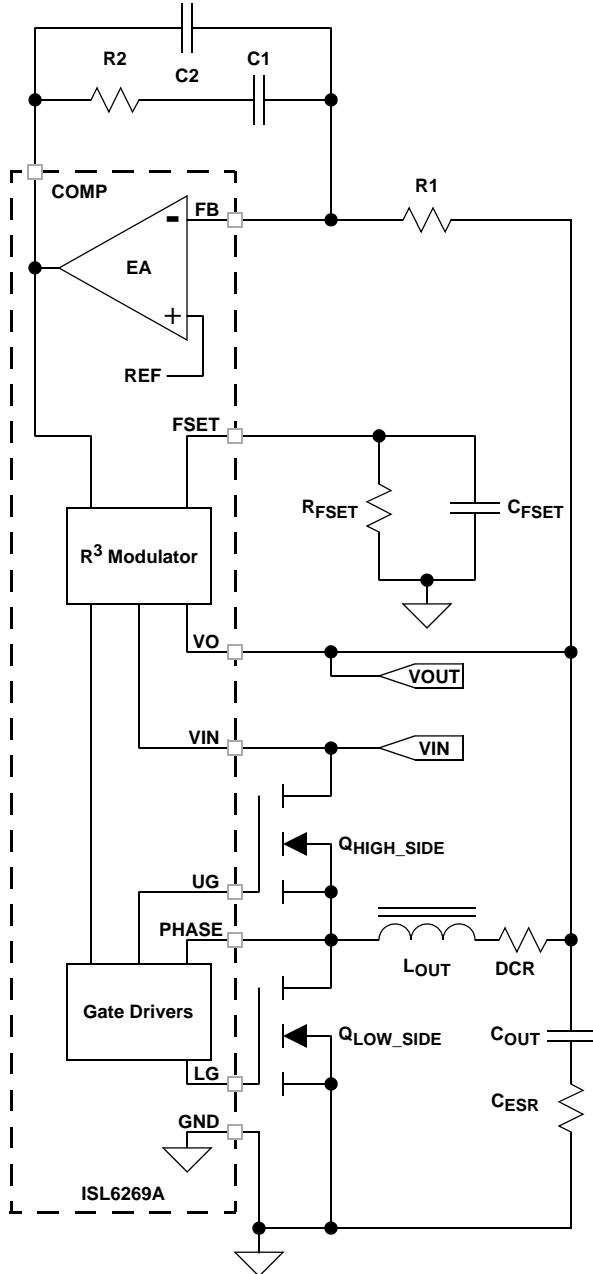 R2
C2
C1
COMP
R1
FB
-
EA
+
REF
FSET
RFSET
CFSET
R3 Modulator
VO
VOUT
VIN
VIN
QHIGH_SIDE
UG
PHASE
LOUT
DCR
Gate Drivers
QLOW_SIDE
COUT
LG
CESR
GND
ISL6269A